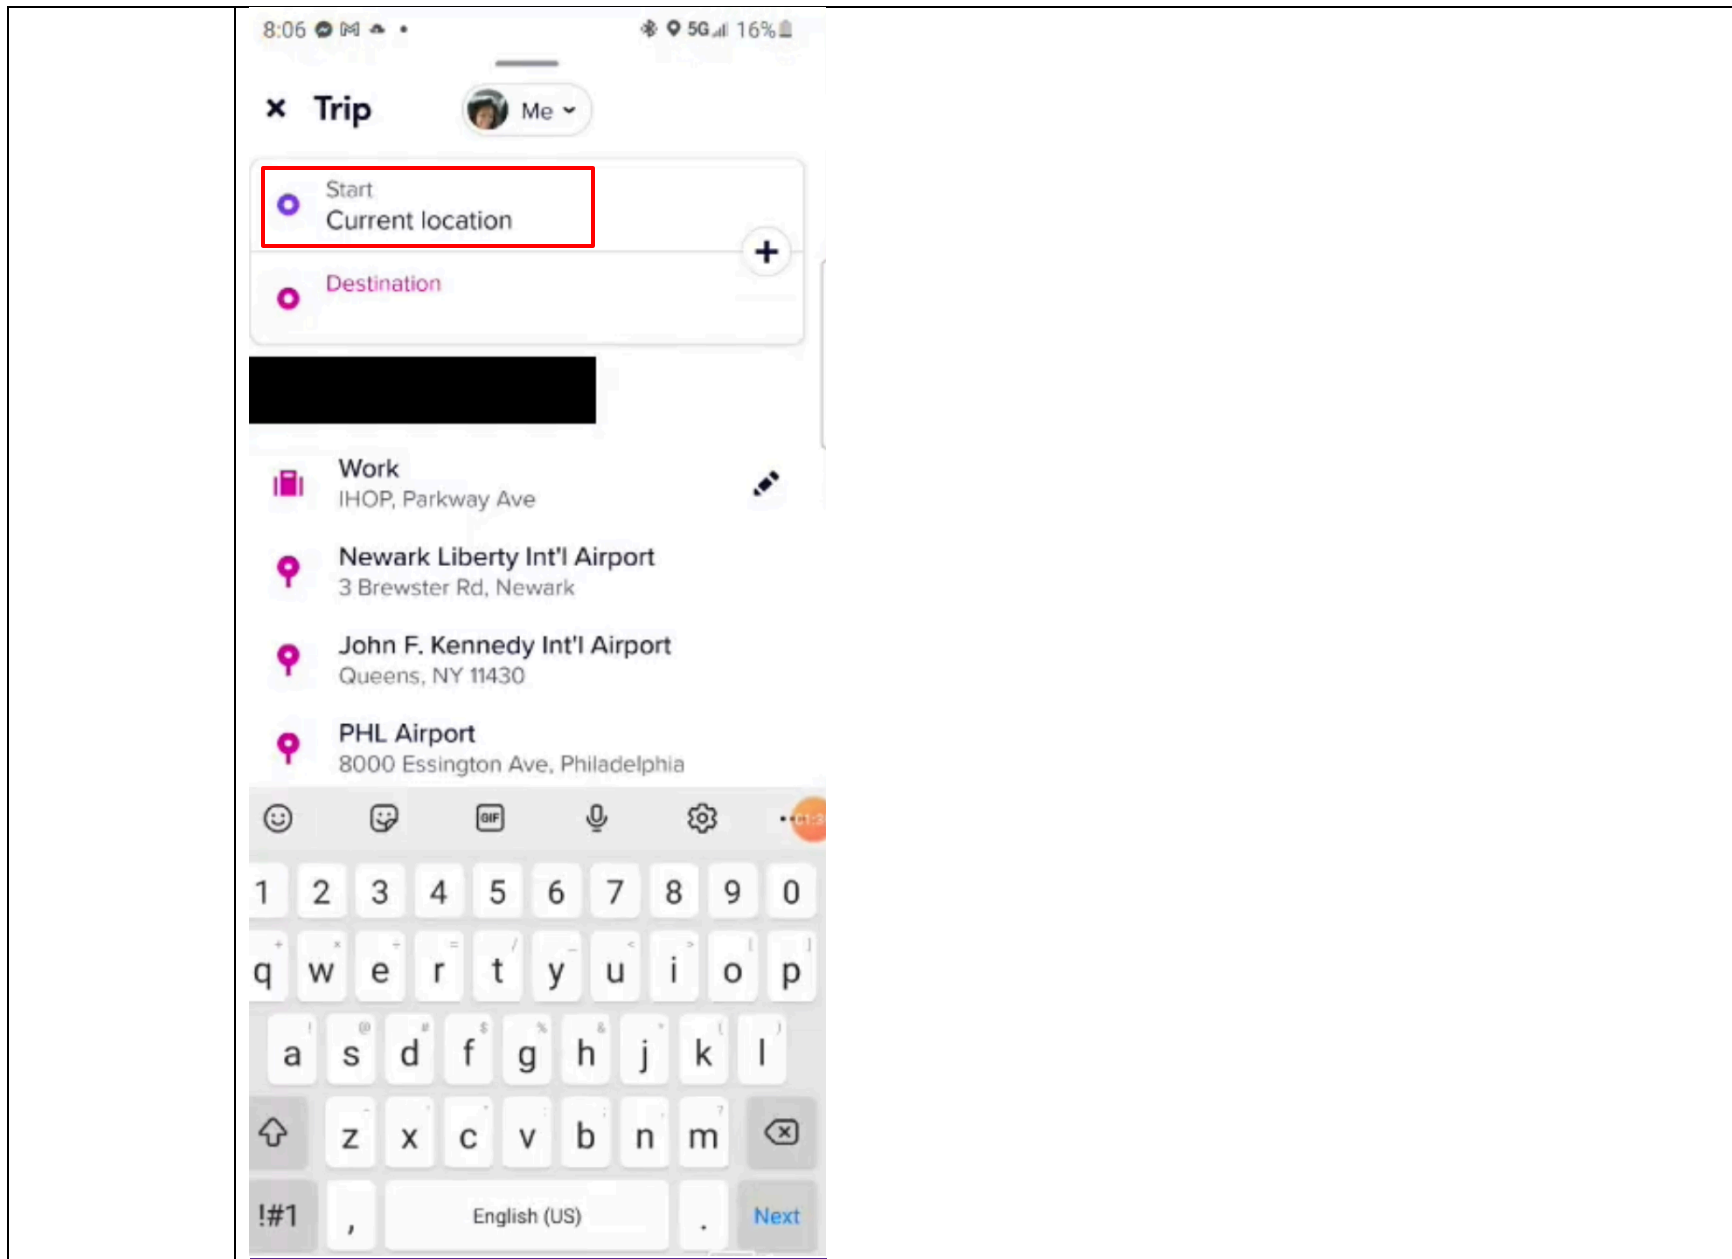 8:06 5G 16%
Trip Me
Start
Current location
Destination
Work
IHOP, Parkway Ave
Newark Liberty Int'l Airport
3 Brewster Rd, Newark
John F. Kennedy Int'l Airport
Queens, NY 11430
PHL Airport
8000 Essington Ave, Philadelphia
GIF
1 2 3 4 5 6 7 8 9 0
q w e r t y u i o p
a s d f g h j k l
z x c v b n m
!#1 , English (US) . Next